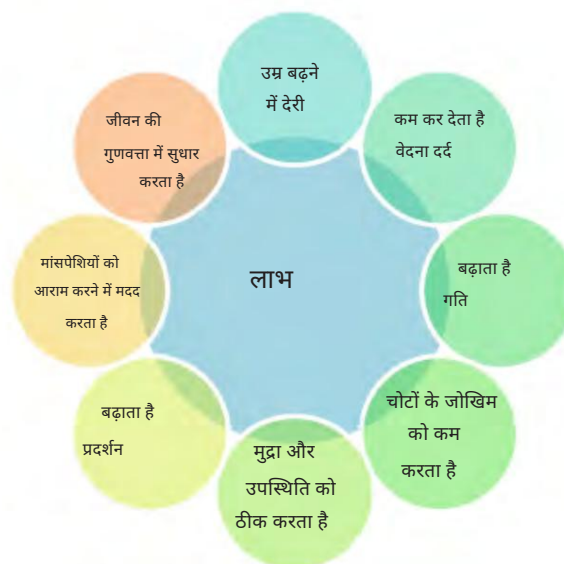 उम्र बढ़ने
में देरी
कम कर देता है
वेदना दर्द
बढ़ाता है
गति
चोटों के जोखिम
को कम
करता है
मुद्रा और
उपस्थिति को
ठीक करता है
बढ़ाता है
प्रदर्शन
मांसपेशियों को
आराम करने में मदद
करता है
जीवन की
गुणवत्ता में सुधार
करता है
लाभ